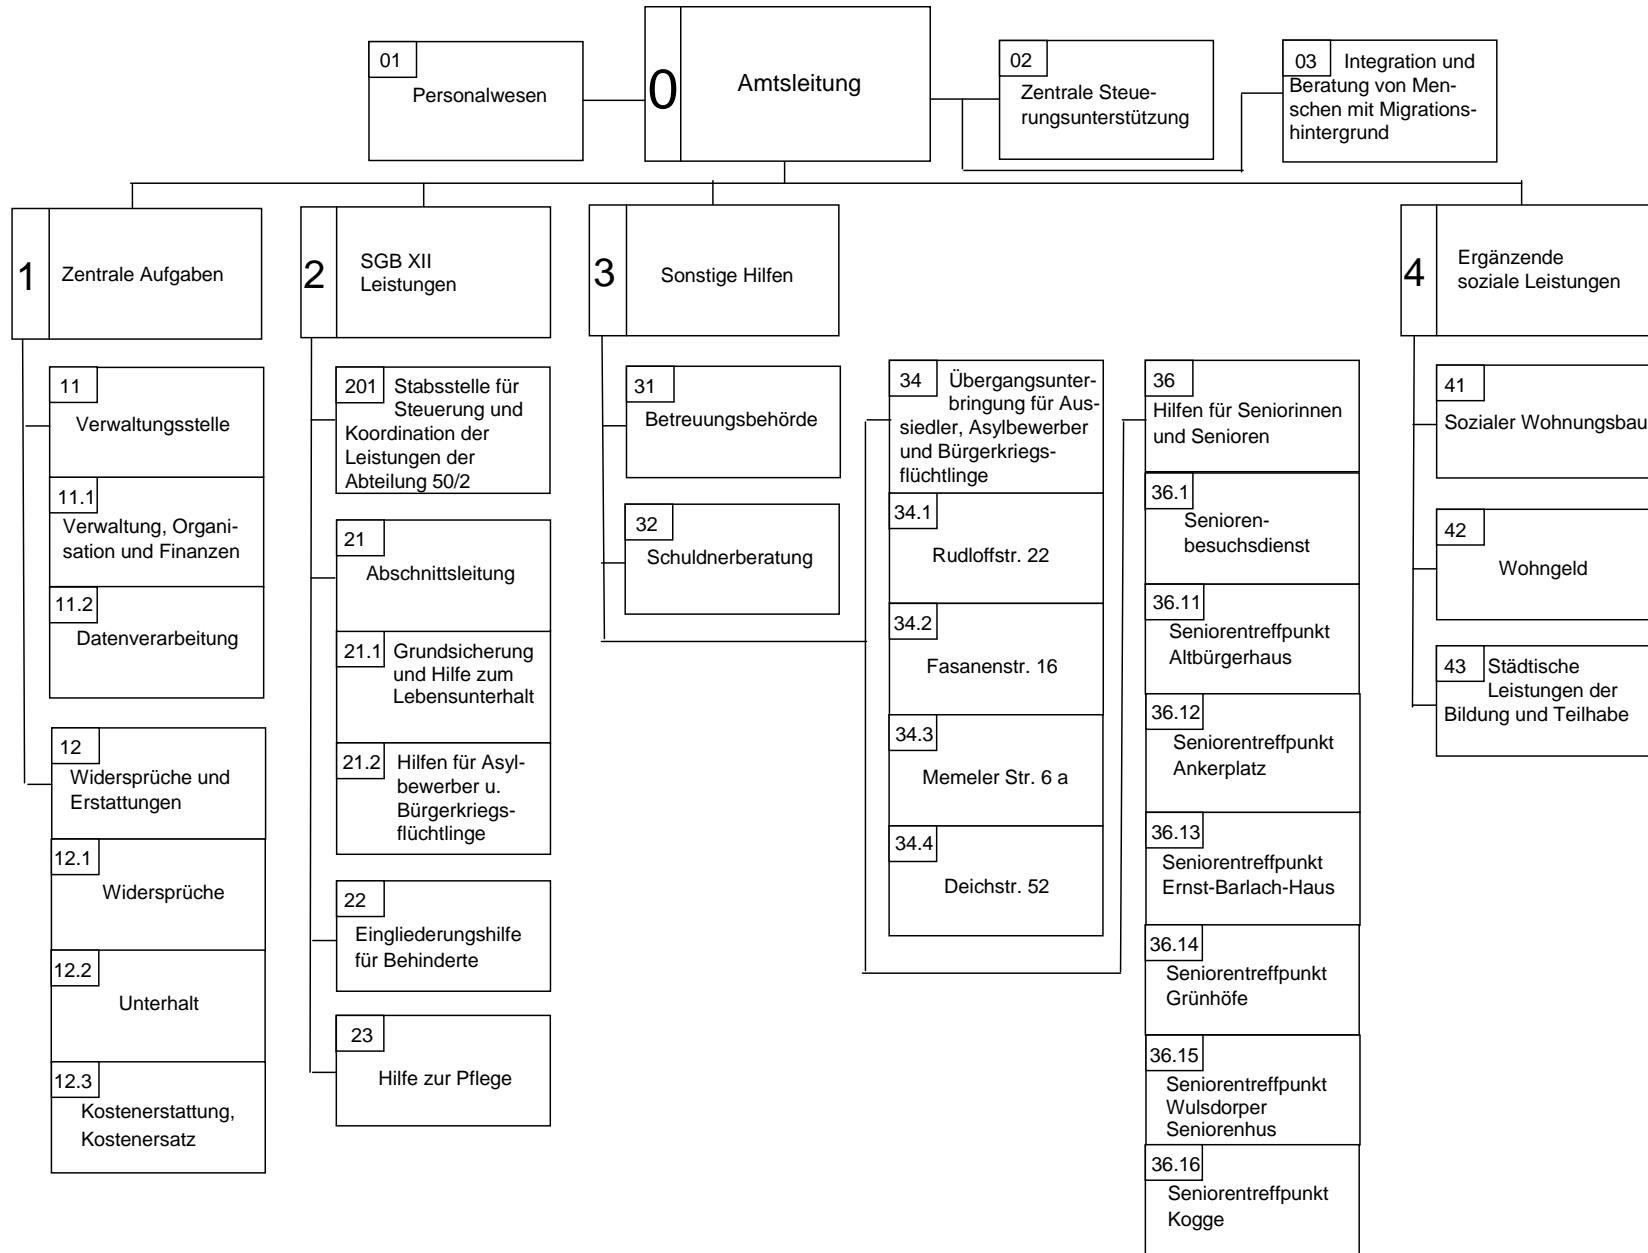 01
Personalwesen
0
Amtsleitung
02
Zentrale Steue-
rungsunterstützung
03 Integration und
Beratung von Men-
schen mit Migrations-
hintergrund
1
Zentrale Aufgaben
11
Verwaltungsstelle
11.1
Verwaltung, Organi-
sation und Finanzen
11.2
Datenverarbeitung
12
Widersprüche und
Erstattungen
12.1
Widersprüche
12.2
Unterhalt
12.3
Kostenerstattung,
Kostenersatz
2
SGB XII
Leistungen
201 Stabsstelle für
Steuerung und
Koordination der
Leistungen der
Abteilung 50/2
21
Abschnittsleitung
21.1 Grundsicherung
und Hilfe zum
Lebensunterhalt
21.2 Hilfen für Asyl-
bewerber u.
Bürgerkriegs-
flüchtlinge
22
Eingliederungshilfe
für Behinderte
23
Hilfe zur Pflege
3
Sonstige Hilfen
31
Betreuungsbehörde
32
Schuldnerberatung
34 Übergangsunter-
bringung für Aus-
siedler, Asylbewerber
und Bürgerkriegs-
flüchtlinge
34.1
Rudloffstr. 22
34.2
Fasanenstr. 16
34.3
Memeler Str. 6 a
34.4
Deichstr. 52
36
Hilfen für Seniorinnen
und Senioren
36.1
Senioren-
besuchsdienst
36.11
Seniorentreffpunkt
Altbürgerhaus
36.12
Seniorentreffpunkt
Ankerplatz
36.13
Seniorentreffpunkt
Ernst-Barlach-Haus
36.14
Seniorentreffpunkt
Grünhöfe
36.15
Seniorentreffpunkt
Wulsdorper
Seniorenhus
36.16
Seniorentreffpunkt
Kogge
4
Ergänzende
soziale Leistungen
41
Sozialer Wohnungsbau
42
Wohngeld
43 Städtische
Leistungen der
Bildung und Teilhabe